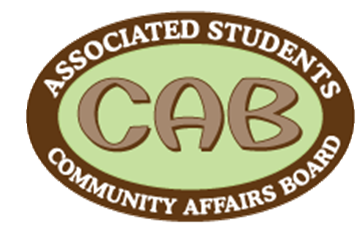 ASSOCIATED STUDENTS
CAB
COMMUNITY AFFAIRS BOARD